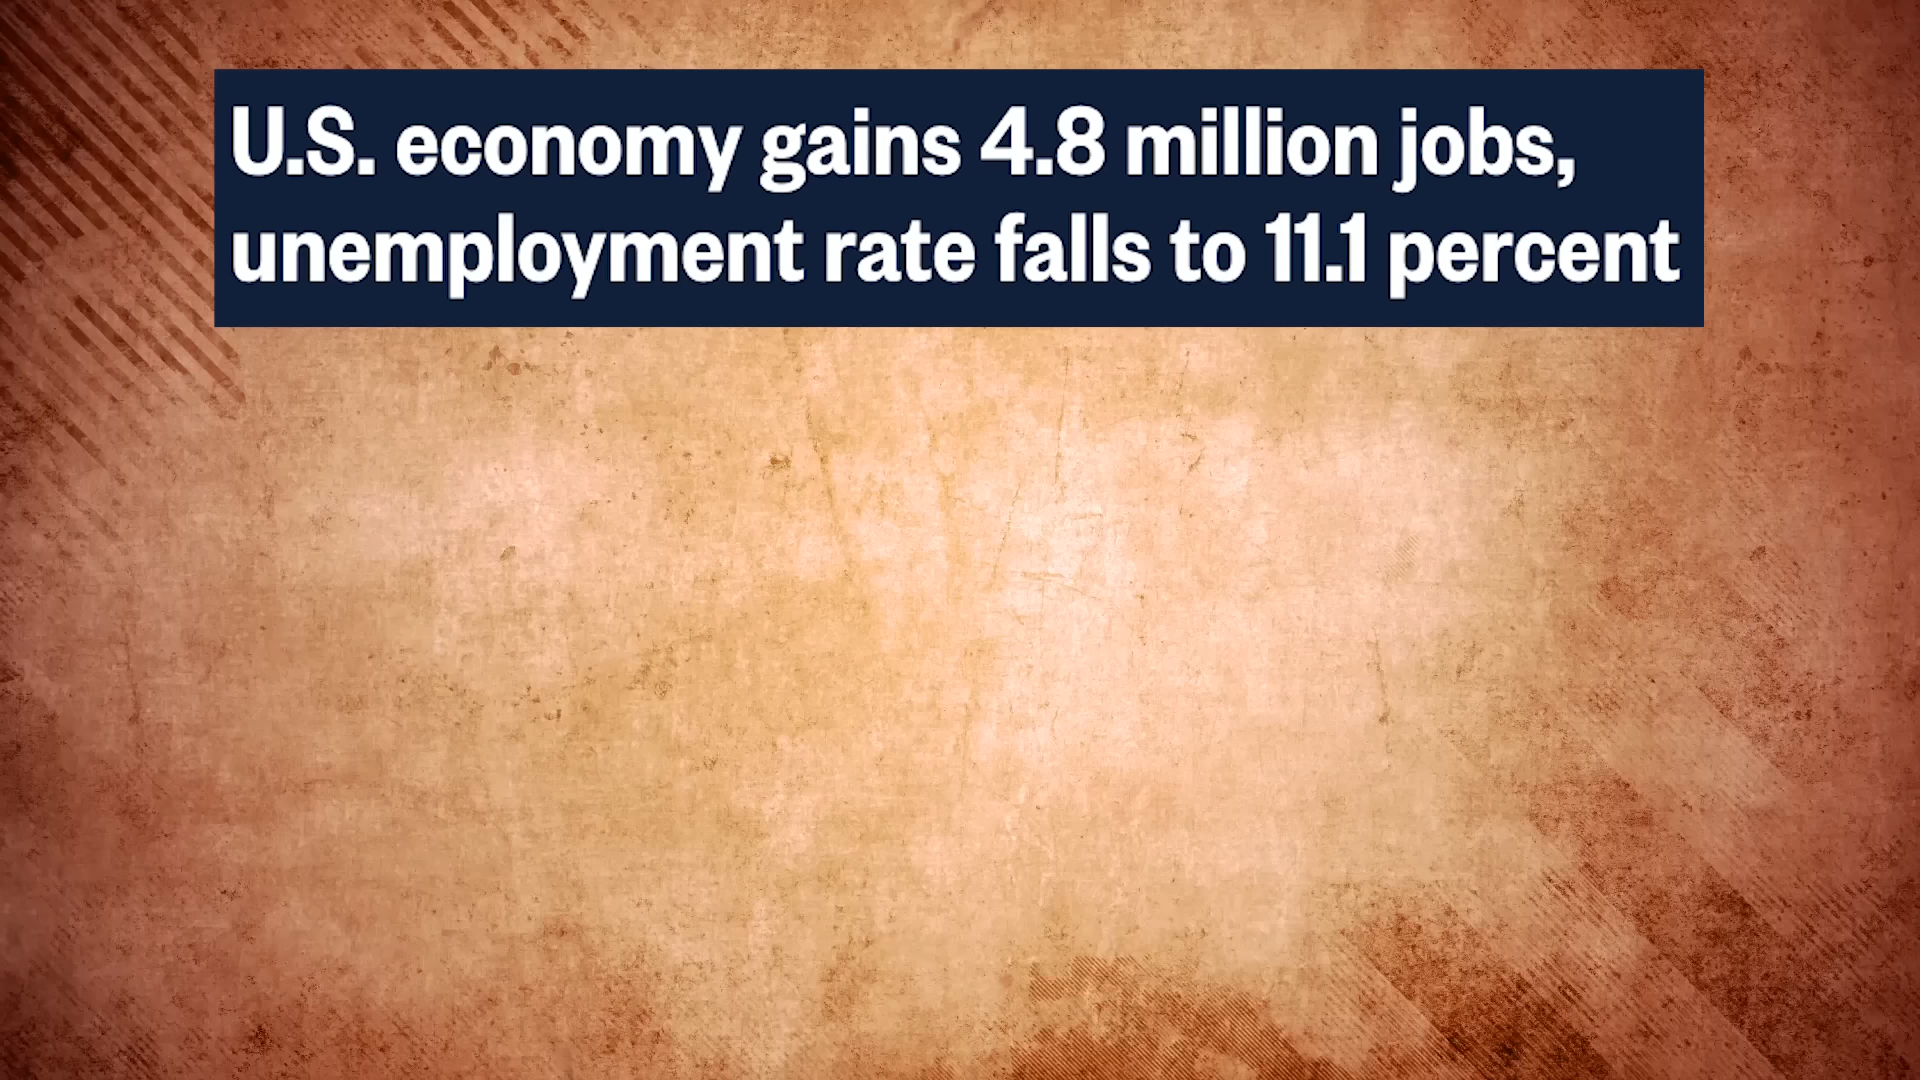 U.S. economy gains 4.8 million jobs,
unemployment rate falls to 11.1 percent